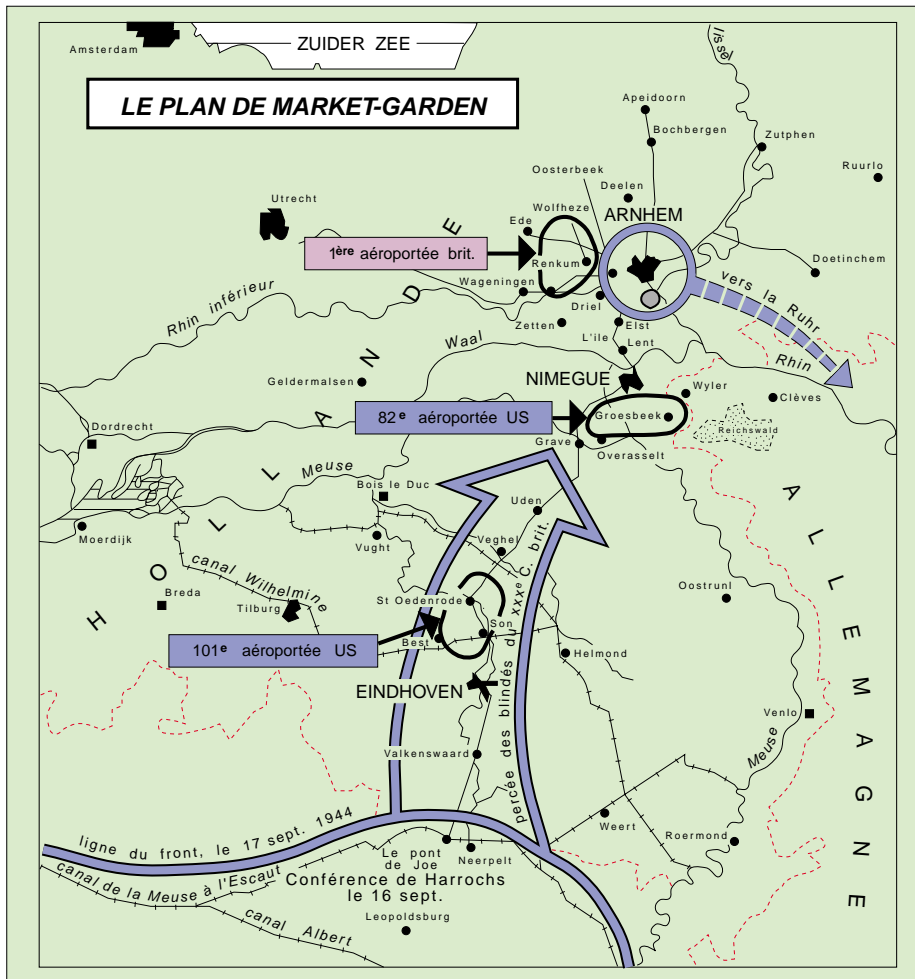 Amsterdam
ZUIDER ZEE
Iissel
LE PLAN DE MARKET-GARDEN
Apeidoorn
Bochbergen
Zutphen
Ruurlo
Oosterbeek
Deelen
Utrecht
Wolfheze
ARNHEM
Ede
1ère aéroportée brit.
Renkum
Doetinchem
Wageningen
Driel
vers la Ruhr
Rhin inférieur
Zetten
Elst
L'ile
Lent
Waal
Rhin
Geldermalsen
NIMEGUE
Wyler
Clèves
82e aéroportée US
Groesbeek
Reichswald
Dordrecht
Grave
Overasselt
Meuse
Bois le Duc
Uden
Moerdijk
Vught
Veghel
canal Wilhelmine
Breda
Tilburg
St Oedenrode
Oostrunl
Son
Best
101e aéroportée US
Helmond
EINDHOVEN
Venlo
Valkenswaard
Meuse
percée des blindés du xxxe C. brit.
HOLLANDE
ALLEMAGNE
Weert
Roermond
ligne du front, le 17 sept. 1944
Le pont
de Joe
Neerpelt
canal de la Meuse à l'Escaut
Conférence de Harrochs
le 16 sept.
Leopoldsburg
canal Albert